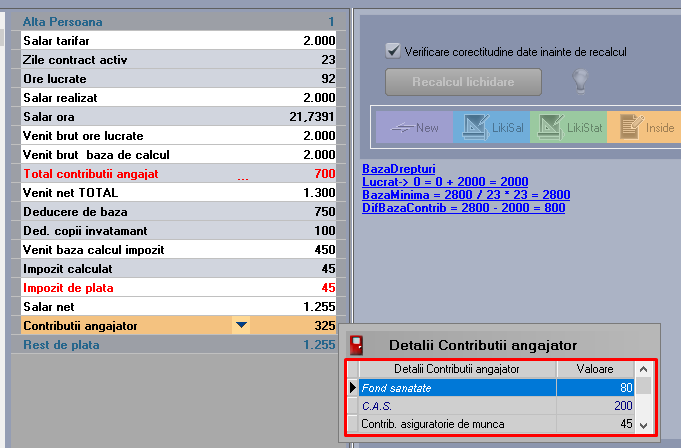 Alta Persoana 1
Salar tarifar 2.000
Zile contract activ 23
Ore lucrate 92
Salar realizat 2.000
Salar ora 21,7391
Venit brut ore lucrate 2.000
Venit brut baza de calcul 2.000
Total contributii angajat ... 700
Venit net TOTAL 1.300
Deducere de baza 750
Ded. copii invatamant 100
Venit baza calcul impozit 450
Impozit calculat 45
Impozit de plata 45
Salar net 1.255
Contributii angajator 325
Rest de plata 1.255
Verificare corectitudine date inainte de recalcul
Recalcul lichidare
New LikiSal LikiStat Inside
BazaDrepturi
Lucrat-> 0 = 0 + 2000 = 2000
BazaMinima = 2800 / 23 * 23 = 2800
DifBazaContrib = 2800 - 2000 = 800
Detalii Contributii angajator
Detalii Contributii angajator Valoare
Fond sanatate 80
C.A.S. 200
Contrib. asiguratorie de munca 45